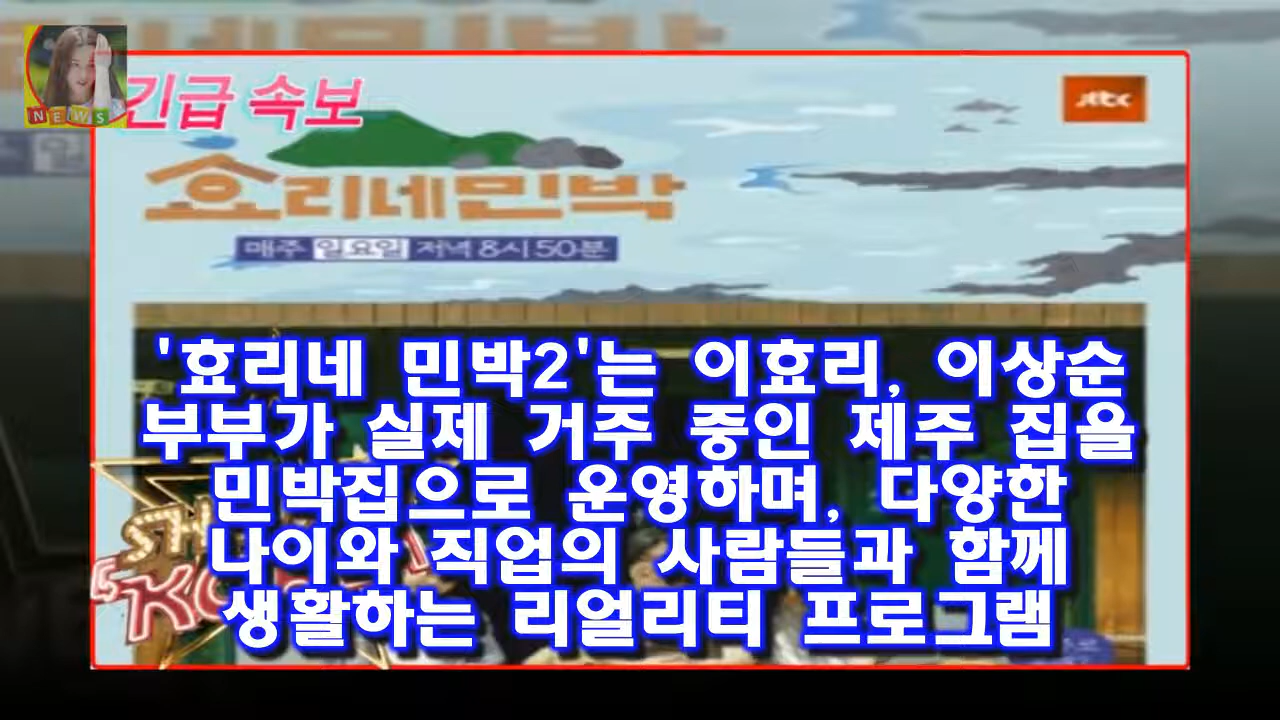 NEWS
긴급 속보
jtbc
효리네민박
매주 일요일 저녁 8시 50분
'효리네 민박2'는 이효리, 이상순
부부가 실제 거주 중인 제주 집을
민박집으로 운영하며, 다양한
나이와 직업의 사람들과 함께
생활하는 리얼리티 프로그램